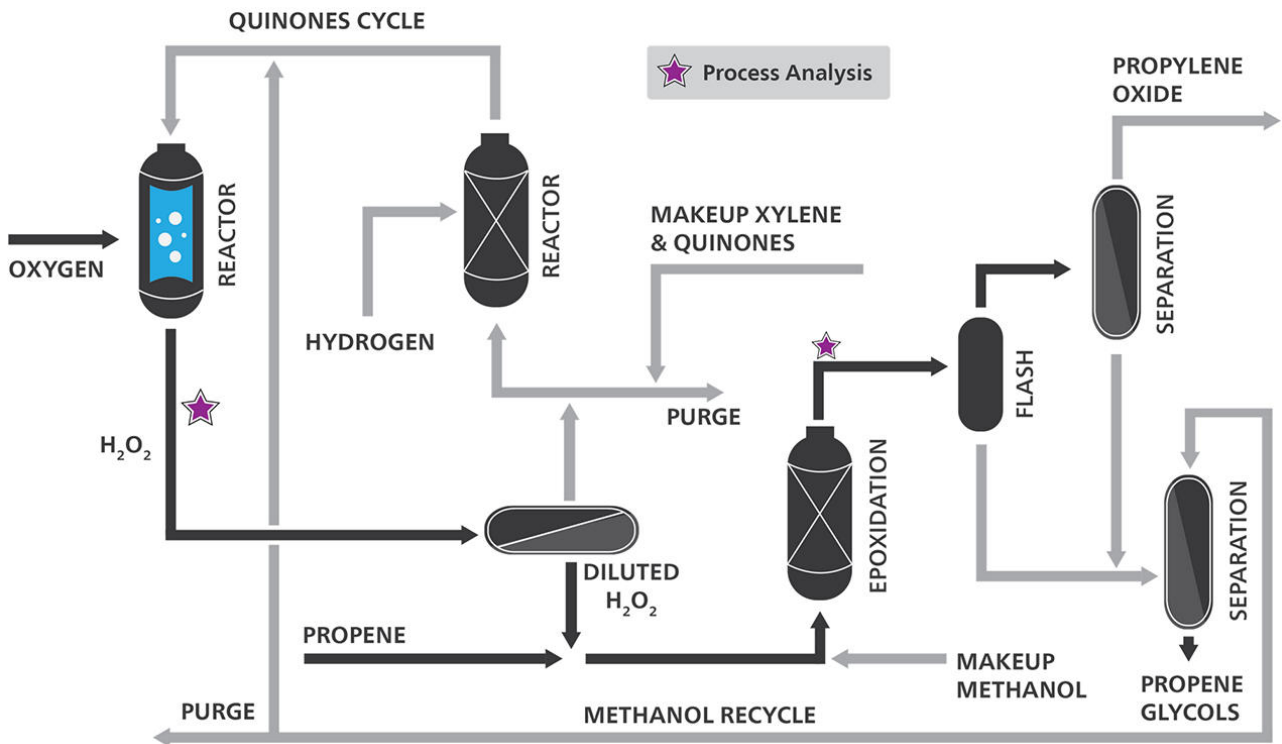 QUINONES CYCLE
Process Analysis
PROPYLENE
OXIDE
REACTOR
REACTOR
SEPARATION
OXYGEN
MAKEUP XYLENE
& QUINONES
HYDROGEN
FLASH
PURGE
H₂O₂
EPOXIDATION
SEPARATION
DILUTED
H₂O₂
PROPENE
MAKEUP
METHANOL
PROPENE
GLYCOLS
PURGE
METHANOL RECYCLE